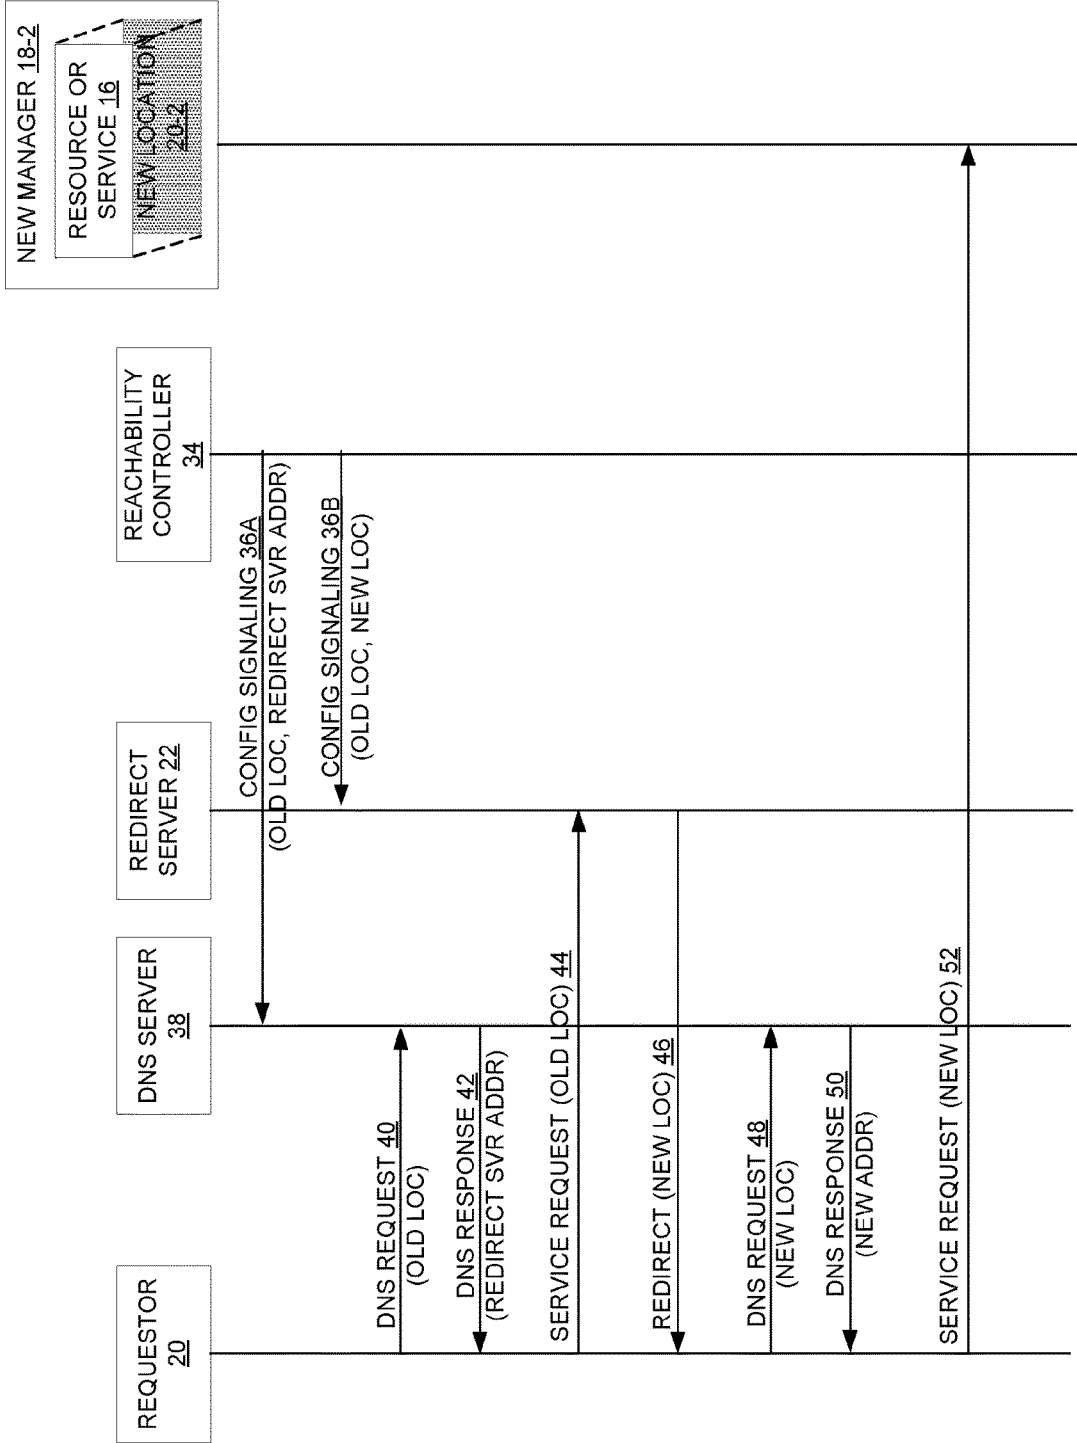 REQUESTOR
20
DNS SERVER
38
REDIRECT
SERVER 22
REACHABILITY
CONTROLLER
34
NEW MANAGER 18-2
RESOURCE OR
SERVICE 16
NEW LOCATION
20-2
CONFIG SIGNALING 36A
(OLD LOC, REDIRECT SVR ADDR)
CONFIG SIGNALING 36B
(OLD LOC, NEW LOC)
DNS REQUEST 40
(OLD LOC)
DNS RESPONSE 42
(REDIRECT SVR ADDR)
SERVICE REQUEST (OLD LOC) 44
REDIRECT (NEW LOC) 46
DNS REQUEST 48
(NEW LOC)
DNS RESPONSE 50
(NEW ADDR)
SERVICE REQUEST (NEW LOC) 52